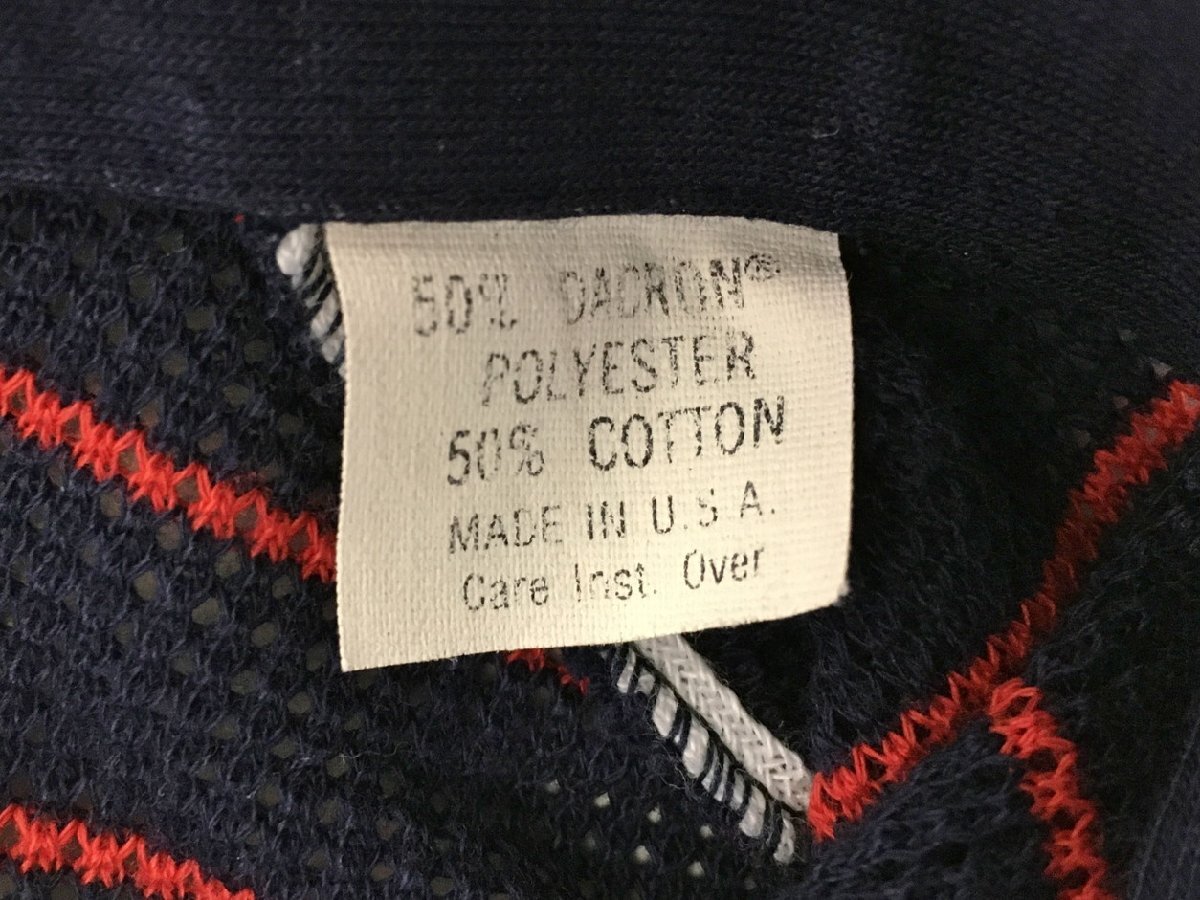 50% DACRON®
POLYESTER
50% COTTON
MADE IN U.S.A.
Care Inst. Over